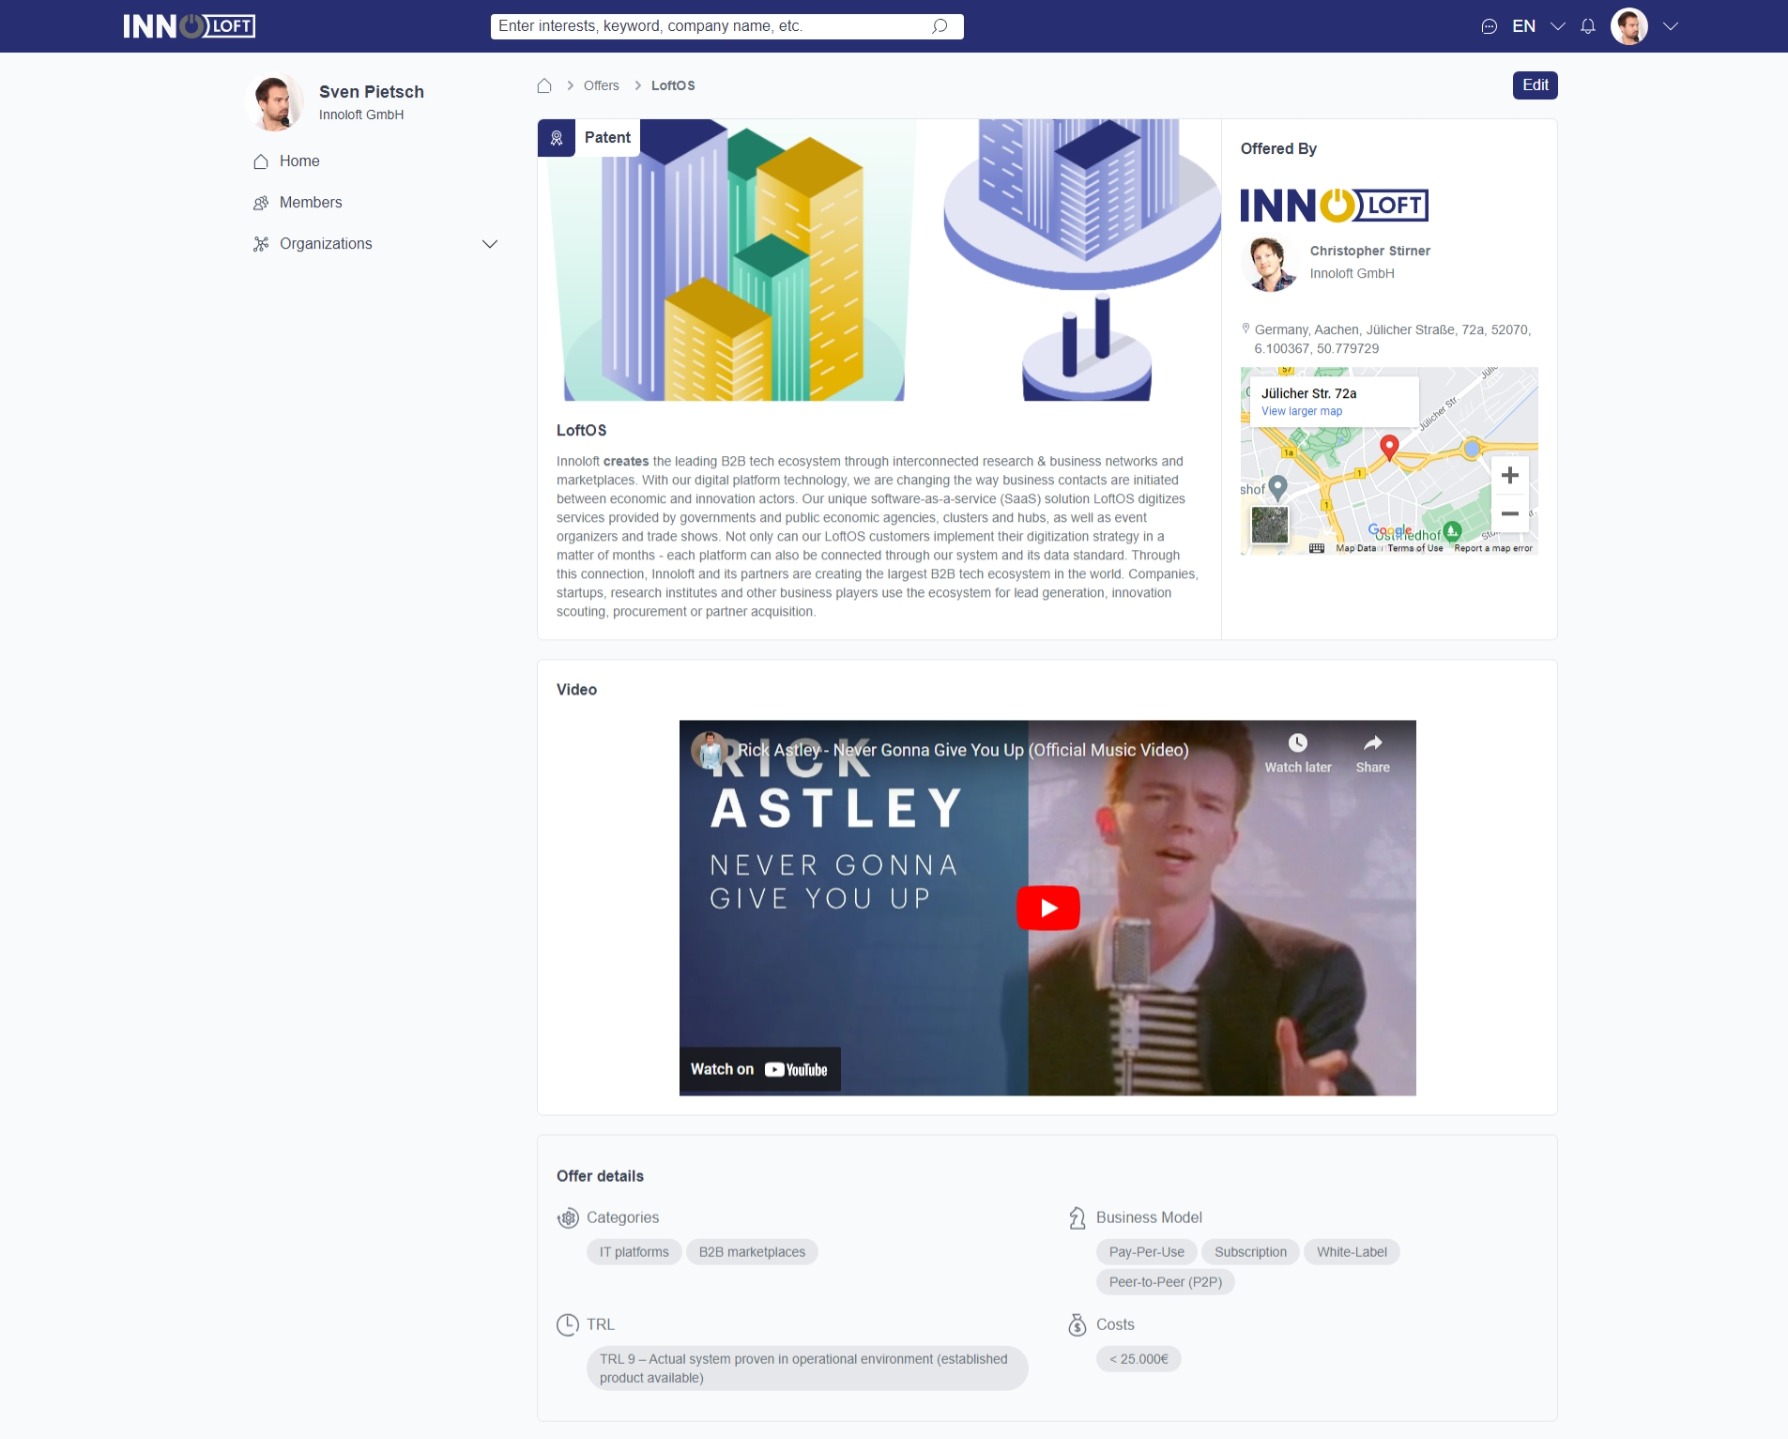 INNOLOFT
Enter interests, keyword, company name, etc.
EN
Sven Pietsch
Innoloft GmbH
Home
Members
Organizations
Offers
LoftOS
Edit
Patent
LoftOS
Innoloft creates the leading B2B tech ecosystem through interconnected research & business networks and
marketplaces. With our digital platform technology, we are changing the way business contacts are initiated
between economic and innovation actors. Our unique software-as-a-service (SaaS) solution LoftOS digitizes
services provided by governments and public economic agencies, clusters and hubs, as well as event
organizers and trade shows. Not only can our LoftOS customers implement their digitization strategy in a
matter of months - each platform can also be connected through our system and its data standard. Through
this connection, Innoloft and its partners are creating the largest B2B tech ecosystem in the world. Companies,
startups, research institutes and other business players use the ecosystem for lead generation, innovation
scouting, procurement or partner acquisition.
Offered By
INNOLOFT
Christopher Stirner
Innoloft GmbH
Germany, Aachen, Jülicher Straße, 72a, 52070,
6.100367, 50.779729
57
Jülicher Str. 72a
View larger map
Jülicher Str.
1a
1
1
shof
Google
Ostfriedhof
Map Data
Terms of Use
Report a map error
Video
Rick Astley - Never Gonna Give You Up (Official Music Video)
Watch later
Share
RICK
ASTLEY
NEVER GONNA
GIVE YOU UP
Watch on YouTube
Offer details
Categories
IT platforms
B2B marketplaces
Business Model
Pay-Per-Use
Subscription
White-Label
Peer-to-Peer (P2P)
TRL
TRL 9 – Actual system proven in operational environment (established
product available)
Costs
< 25.000€